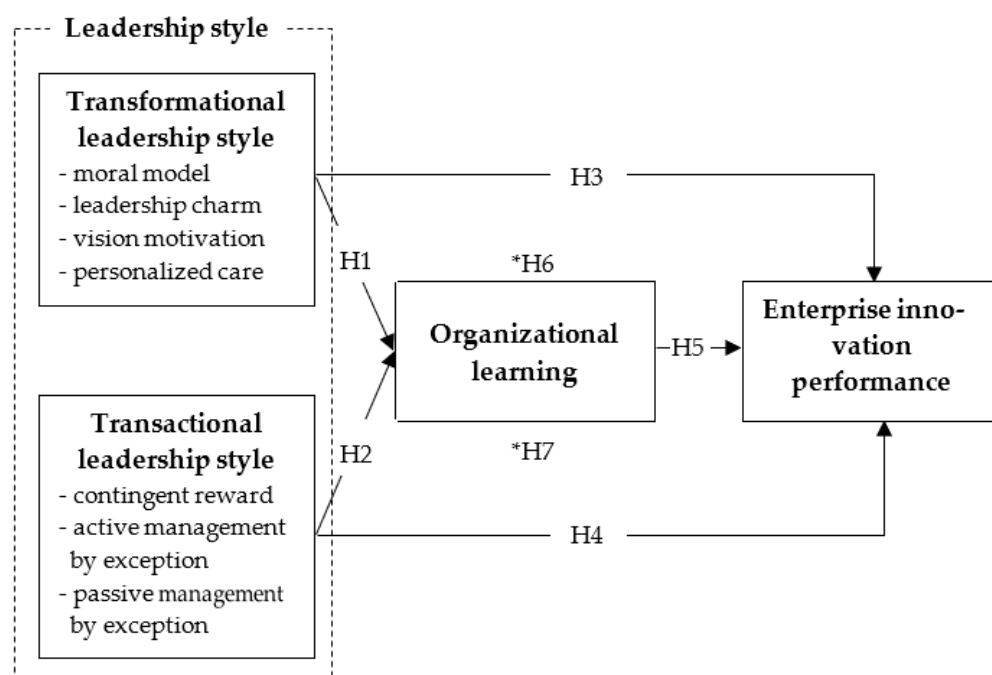 Leadership style
Transformational
leadership style
- moral model
- leadership charm
- vision motivation
- personalized care
H3
H1
*H6
Organizational
learning
H5
Enterprise inno-
vation
performance
Transactional
leadership style
- contingent reward
- active management
by exception
- passive management
by exception
H2
*H7
H4